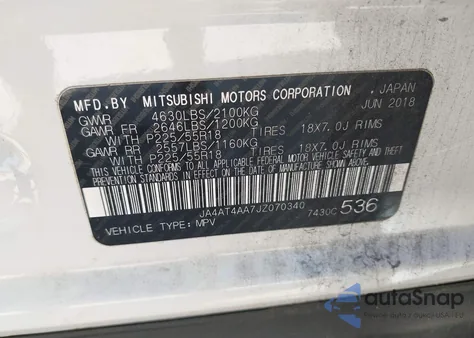 MFD.BY MITSUBISHI MOTORS CORPORATION , JAPAN
GVWR 4630LBS/2100KG JUN 2018
GAWR FR 2646LBS/1200KG
WITH P225/55R18 TIRES 18X7.0J RIMS
GAWR RR 2557LBS/1160KG
WITH P225/55R18 TIRES 18X7.0J RIMS
THIS VEHICLE CONFORMS TO ALL APPLICABLE
FEDERAL MOTOR VEHICLE SAFETY AND
THEFT PREVENTION STANDARDS IN EFFECT ON
THE DATE OF MANUFACTURE SHOWN ABOVE.
JA4AT4AA7JZ070340 7430C 536
VEHICLE TYPE: MPV
autoSnap